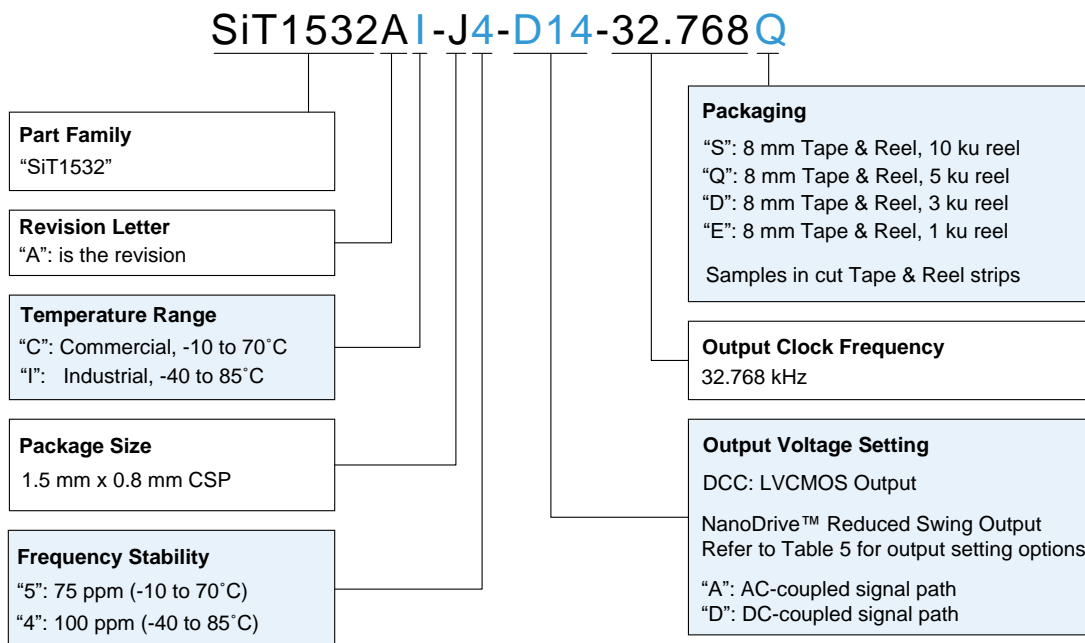 SiT1532AI-J4-D14-32.768Q
Part Family
“SiT1532”
Revision Letter
“A”: is the revision
Temperature Range
“C”: Commercial, -10 to 70˚C
“I”: Industrial, -40 to 85˚C
Package Size
1.5 mm x 0.8 mm CSP
Frequency Stability
“5”: 75 ppm (-10 to 70˚C)
“4”: 100 ppm (-40 to 85˚C)
Packaging
“S”: 8 mm Tape & Reel, 10 ku reel
“Q”: 8 mm Tape & Reel, 5 ku reel
“D”: 8 mm Tape & Reel, 3 ku reel
“E”: 8 mm Tape & Reel, 1 ku reel
Samples in cut Tape & Reel strips
Output Clock Frequency
32.768 kHz
Output Voltage Setting
DCC: LVCMOS Output
NanoDrive™ Reduced Swing Output
Refer to Table 5 for output setting options
“A”: AC-coupled signal path
“D”: DC-coupled signal path